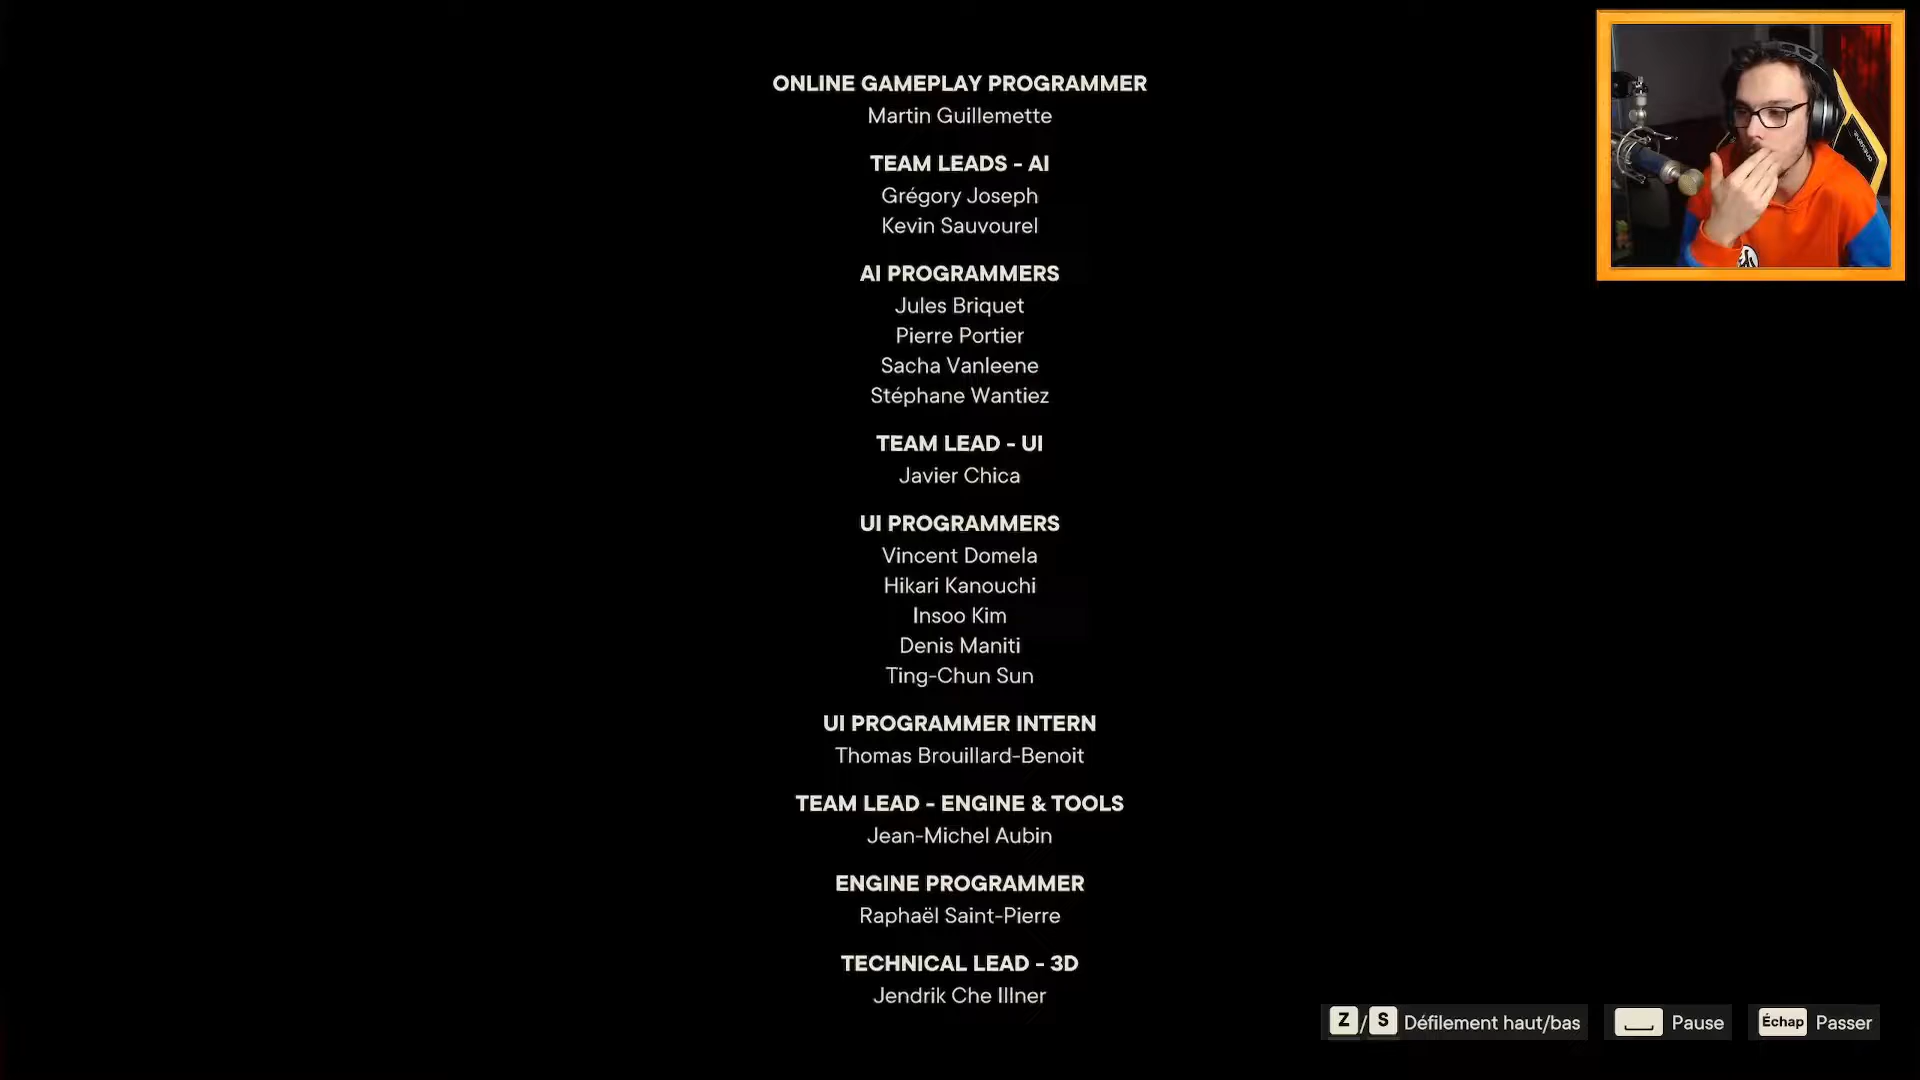 ONLINE GAMEPLAY PROGRAMMER
Martin Guillemette
TEAM LEADS - AI
Grégory Joseph
Kevin Sauvourel
AI PROGRAMMERS
Jules Briquet
Pierre Portier
Sacha Vanleene
Stéphane Wantiez
TEAM LEAD - UI
Javier Chica
UI PROGRAMMERS
Vincent Domela
Hikari Kanouchi
Insoo Kim
Denis Maniti
Ting-Chun Sun
UI PROGRAMMER INTERN
Thomas Brouillard-Benoit
TEAM LEAD - ENGINE & TOOLS
Jean-Michel Aubin
ENGINE PROGRAMMER
Raphaël Saint-Pierre
TECHNICAL LEAD - 3D
Jendrik Che Illner
Z/S Défilement haut/bas Pause Échap Passer